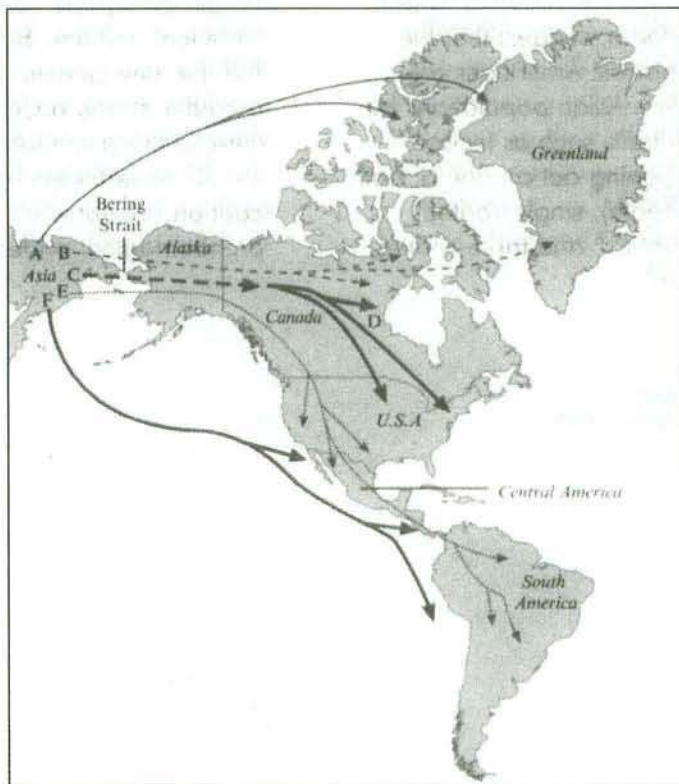 Greenland
Bering
Strait
A B
Alaska
Asia C
E
F
Canada
D
U.S.A
Central America
South
America